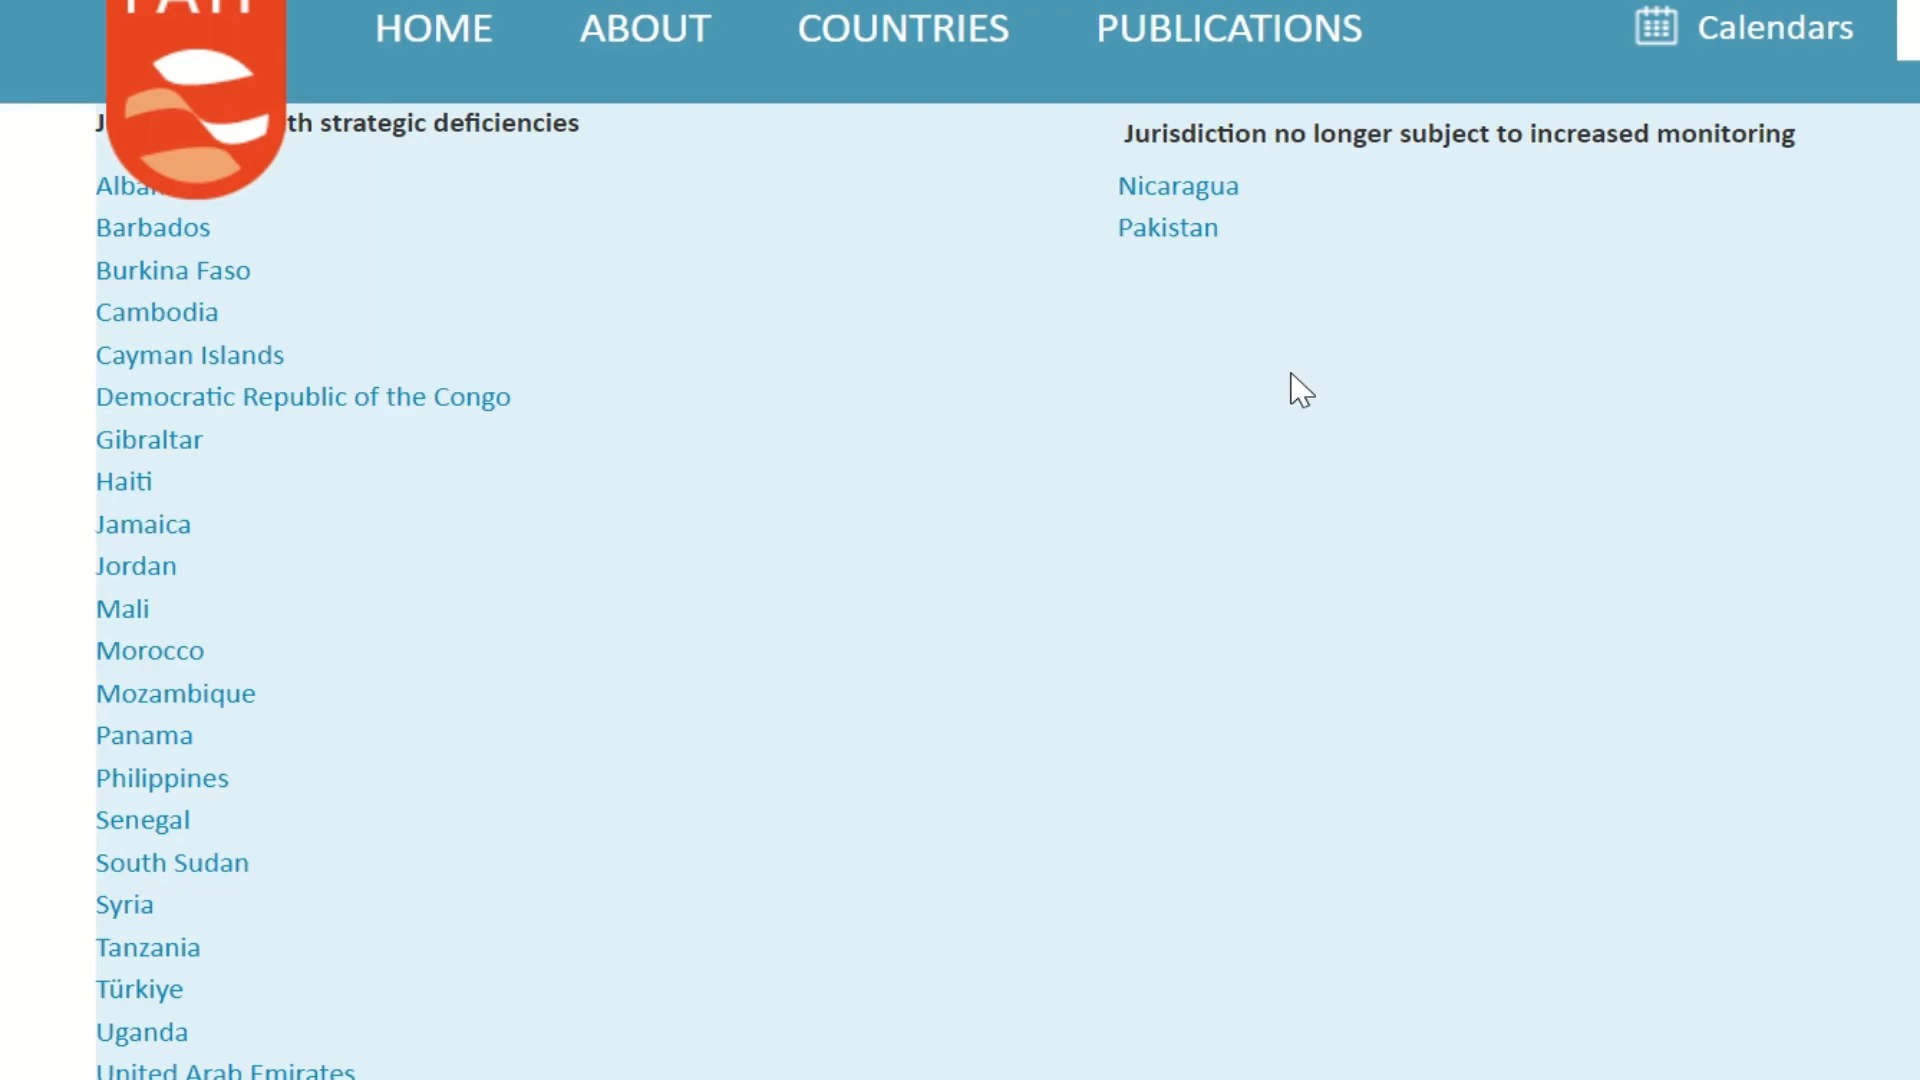 HOME ABOUT COUNTRIES PUBLICATIONS Calendars
th strategic deficiencies
Jurisdiction no longer subject to increased monitoring
Nicaragua
Barbados
Pakistan
Burkina Faso
Cambodia
Cayman Islands
Democratic Republic of the Congo
Gibraltar
Haiti
Jamaica
Jordan
Mali
Morocco
Mozambique
Panama
Philippines
Senegal
South Sudan
Syria
Tanzania
Türkiye
Uganda
United Arab Emirates